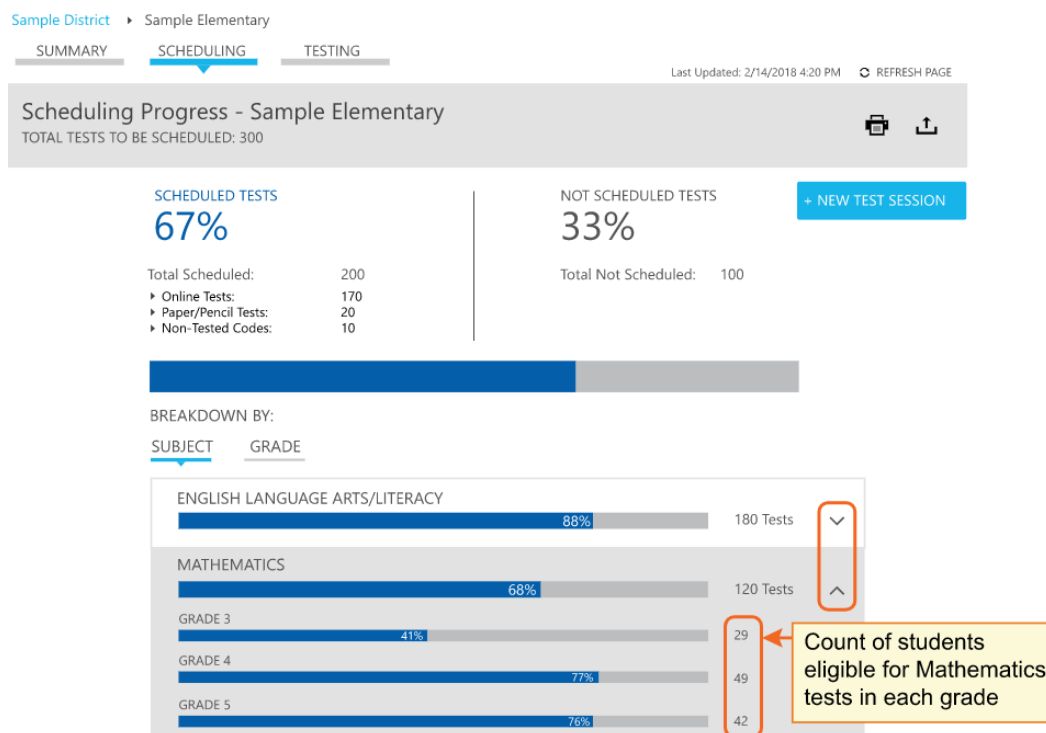 Sample District Sample Elementary
SUMMARY SCHEDULING TESTING
Last Updated: 2/14/2018 4:20 PM REFRESH PAGE
Scheduling Progress - Sample Elementary
TOTAL TESTS TO BE SCHEDULED: 300
SCHEDULED TESTS NOT SCHEDULED TESTS
67% 33%
+ NEW TEST SESSION
Total Scheduled: 200 Total Not Scheduled: 100
Online Tests: 170
Paper/Pencil Tests: 20
Non-Tested Codes: 10
BREAKDOWN BY:
SUBJECT GRADE
ENGLISH LANGUAGE ARTS/LITERACY
88% 180 Tests
MATHEMATICS
68% 120 Tests
GRADE 3
41% 29
GRADE 4
77% 49
GRADE 5
76% 42
Count of students
eligible for Mathematics
tests in each grade